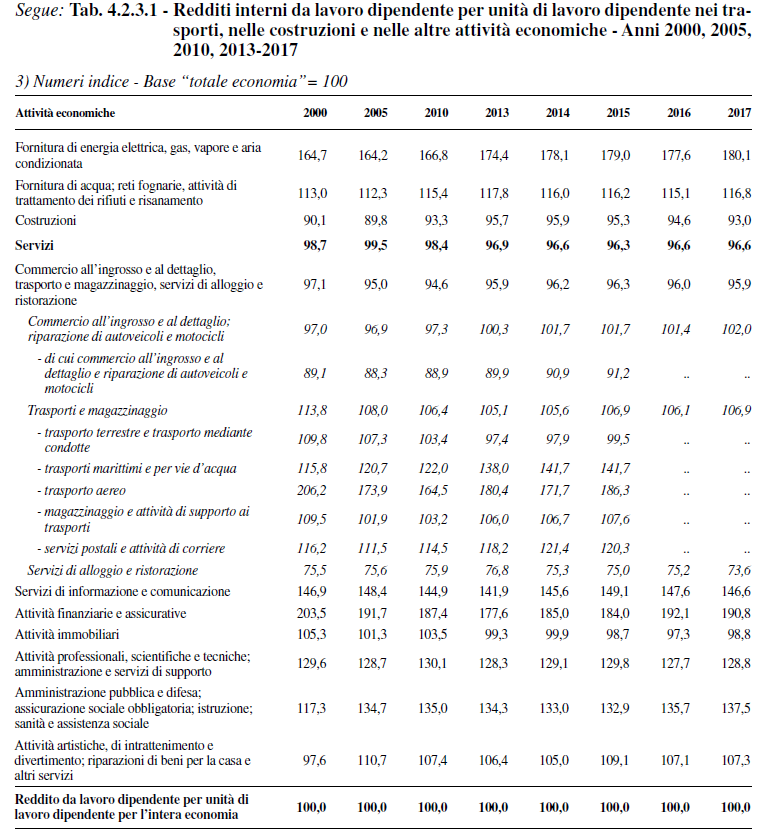 Segue: Tab. 4.2.3.1 - Redditi interni da lavoro dipendente per unità di lavoro dipendente nei tra-
sporti, nelle costruzioni e nelle altre attività economiche - Anni 2000, 2005,
2010, 2013-2017
3) Numeri indice - Base “totale economia”= 100
Attività economiche 2000 2005 2010 2013 2014 2015 2016 2017
Fornitura di energia elettrica, gas, vapore e aria
condizionata 164,7 164,2 166,8 174,4 178,1 179,0 177,6 180,1
Fornitura di acqua; reti fognarie, attività di
trattamento dei rifiuti e risanamento 113,0 112,3 115,4 117,8 116,0 116,2 115,1 116,8
Costruzioni 90,1 89,8 93,3 95,7 95,9 95,3 94,6 93,0
Servizi 98,7 99,5 98,4 96,9 96,6 96,3 96,6 96,6
Commercio all’ingrosso e al dettaglio,
trasporto e magazzinaggio, servizi di alloggio e 97,1 95,0 94,6 95,9 96,2 96,3 96,0 95,9
ristorazione
Commercio all’ingrosso e al dettaglio;
riparazione di autoveicoli e motocicli 97,0 96,9 97,3 100,3 101,7 101,7 101,4 102,0
- di cui commercio all’ingrosso e al
dettaglio e riparazione di autoveicoli e 89,1 88,3 88,9 89,9 90,9 91,2 .. ..
motocicli
Trasporti e magazzinaggio 113,8 108,0 106,4 105,1 105,6 106,9 106,1 106,9
- trasporto terrestre e trasporto mediante
condotte 109,8 107,3 103,4 97,4 97,9 99,5 .. ..
- trasporti marittimi e per vie d’acqua 115,8 120,7 122,0 138,0 141,7 141,7 .. ..
- trasporto aereo 206,2 173,9 164,5 180,4 171,7 186,3 .. ..
- magazzinaggio e attività di supporto ai
trasporti 109,5 101,9 103,2 106,0 106,7 107,6 .. ..
- servizi postali e attività di corriere 116,2 111,5 114,5 118,2 121,4 120,3 .. ..
Servizi di alloggio e ristorazione 75,5 75,6 75,9 76,8 75,3 75,0 75,2 73,6
Servizi di informazione e comunicazione 146,9 148,4 144,9 141,9 145,6 149,1 147,6 146,6
Attività finanziarie e assicurative 203,5 191,7 187,4 177,6 185,0 184,0 192,1 190,8
Attività immobiliari 105,3 101,3 103,5 99,3 99,9 98,7 97,3 98,8
Attività professionali, scientifiche e tecniche;
amministrazione e servizi di supporto 129,6 128,7 130,1 128,3 129,1 129,8 127,7 128,8
Amministrazione pubblica e difesa;
assicurazione sociale obbligatoria; istruzione; 117,3 134,7 135,0 134,3 133,0 132,9 135,7 137,5
sanità e assistenza sociale
Attività artistiche, di intrattenimento e
divertimento; riparazioni di beni per la casa e 97,6 110,7 107,4 106,4 105,0 109,1 107,1 107,3
altri servizi
Reddito da lavoro dipendente per unità di
lavoro dipendente per l’intera economia 100,0 100,0 100,0 100,0 100,0 100,0 100,0 100,0